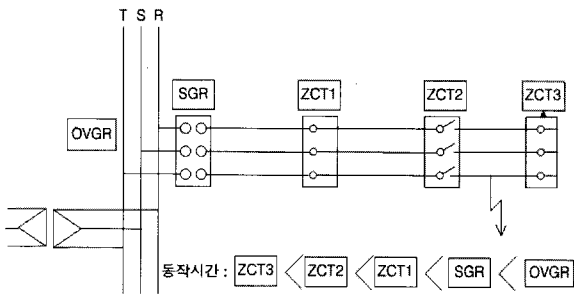 T S R
SGR ZCT1 ZCT2 ZCT3
OVGR
동작시간 : ZCT3 < ZCT2 < ZCT1 < SGR < OVGR